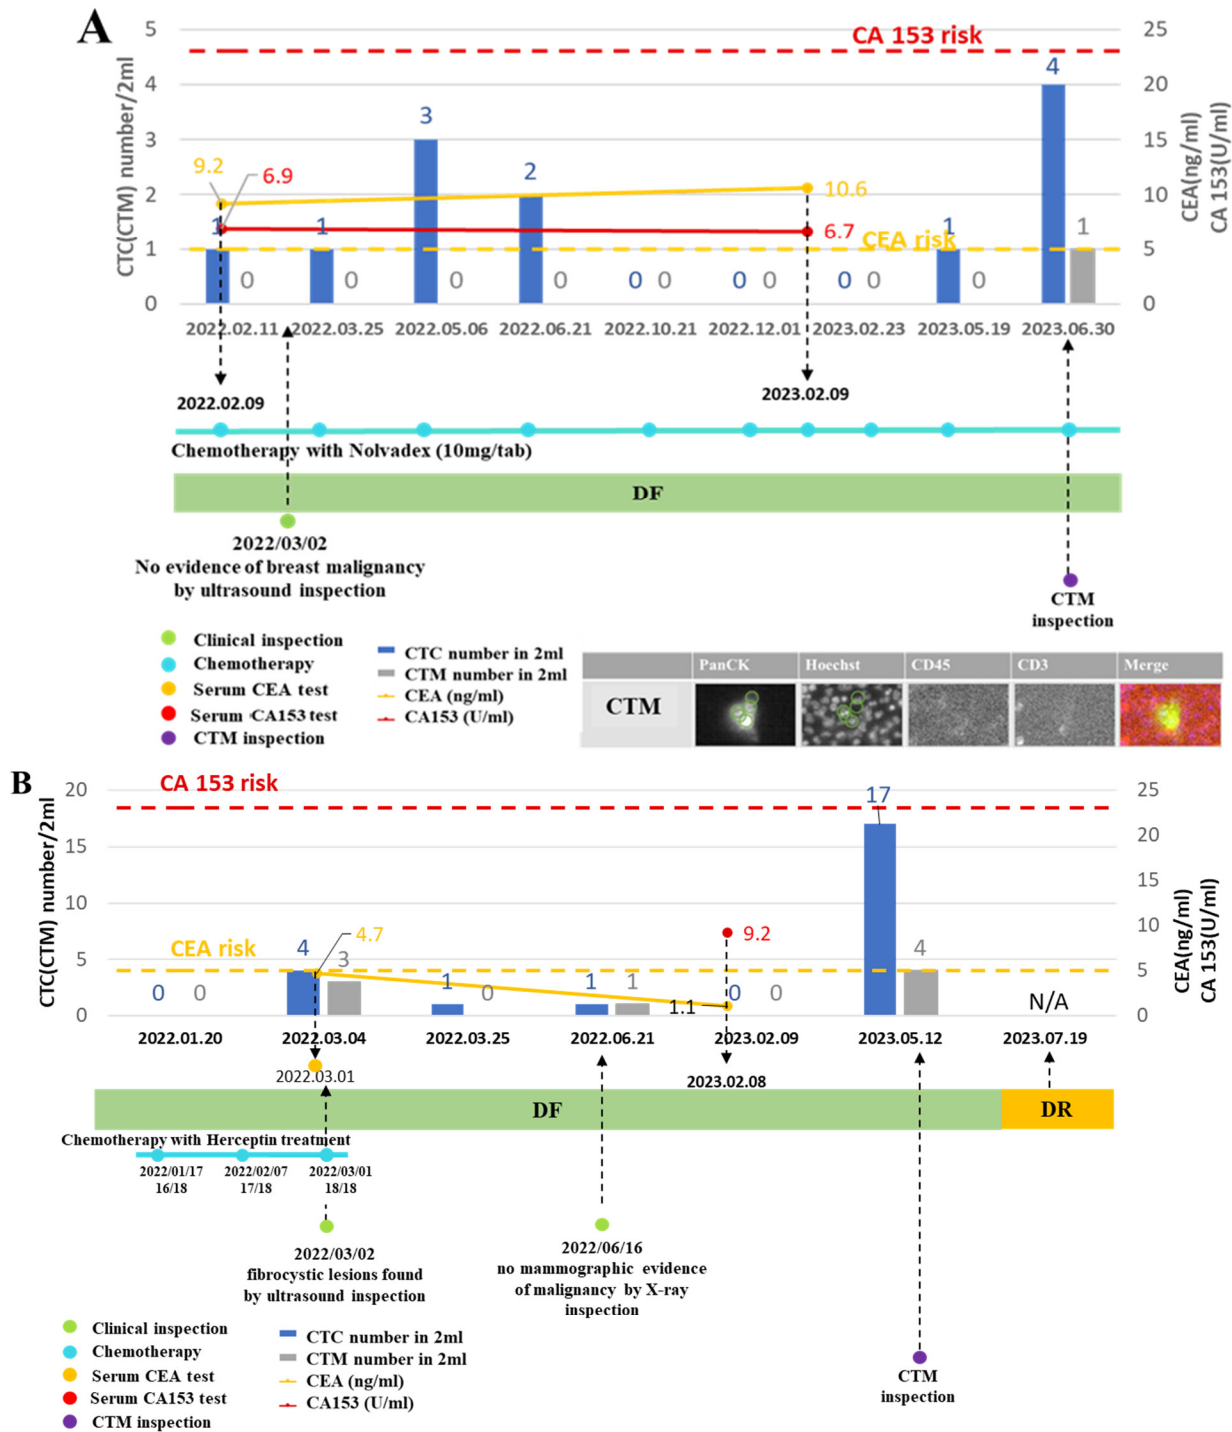 A
CA 153 risk
CTC(CTM) number/2ml
5
4
3
2
1
0
25
20
15
10
5
0
CEA(ng/ml)
CA 153(U/ml)
9.2
6.9
10.6
6.7
CEA risk
1
0
1
0
3
0
2
0
0
0
0
0
0
0
1
0
4
1
2022.02.11
2022.03.25
2022.05.06
2022.06.21
2022.10.21
2022.12.01
2023.02.23
2023.05.19
2023.06.30
2022.02.09
2023.02.09
Chemotherapy with Nolvadex (10mg/tab)
DF
2022/03/02
No evidence of breast malignancy
by ultrasound inspection
CTM
inspection
Clinical inspection
Chemotherapy
Serum CEA test
Serum CA153 test
CTM inspection
CTC number in 2ml
CTM number in 2ml
CEA (ng/ml)
CA153 (U/ml)
PanCK
Hoechst
CD45
CD3
Merge
CTM
B
CA 153 risk
CTC(CTM) number/2ml
20
15
10
5
0
25
20
15
10
5
0
CEA(ng/ml)
CA 153(U/ml)
CEA risk
4.7
9.2
1.1
0
0
4
3
1
0
1
1
0
0
17
4
N/A
2022.01.20
2022.03.04
2022.03.25
2022.06.21
2023.02.09
2023.05.12
2023.07.19
2022.03.01
2023.02.08
DF
DR
Chemotherapy with Herceptin treatment
2022/01/17
16/18
2022/02/07
17/18
2022/03/01
18/18
2022/03/02
fibrocystic lesions found
by ultrasound inspection
2022/06/16
no mammographic evidence
of malignancy by X-ray
inspection
CTM
inspection
Clinical inspection
Chemotherapy
Serum CEA test
Serum CA153 test
CTM inspection
CTC number in 2ml
CTM number in 2ml
CEA (ng/ml)
CA153 (U/ml)